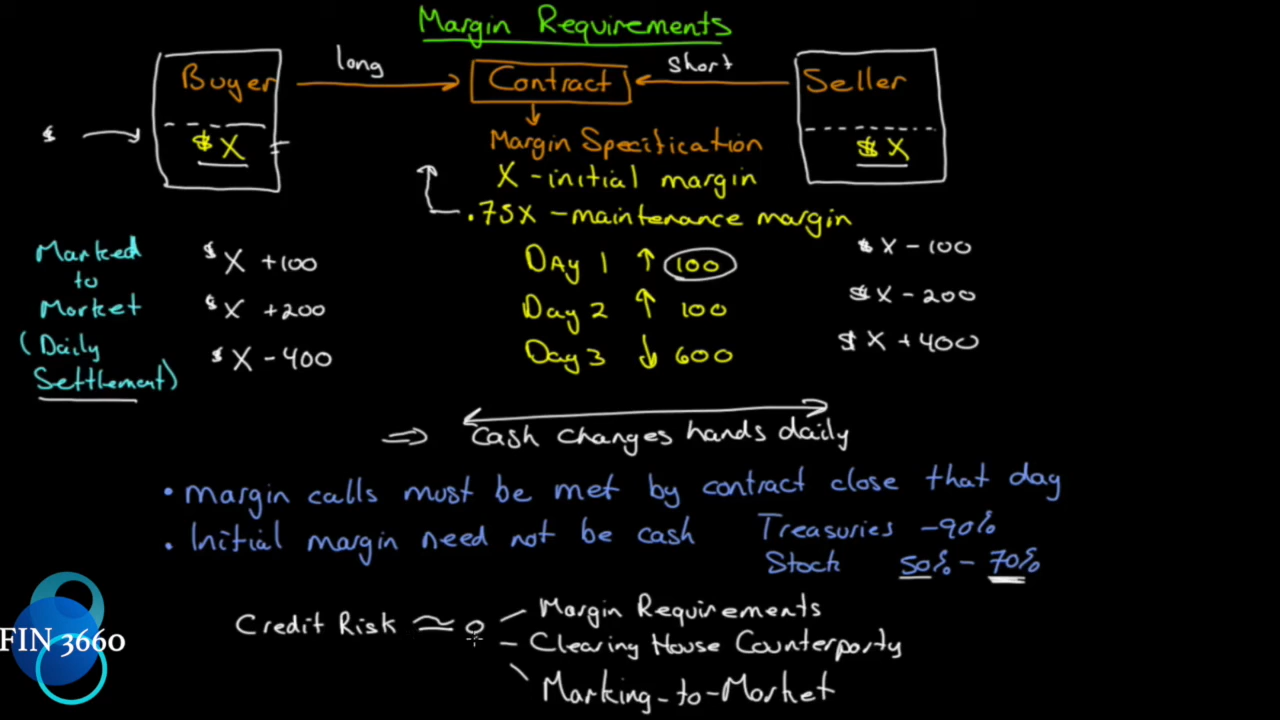 Margin Requirements
Buyer
long
Contract
short
Seller
$
$ X
$ X
Margin Specification
X - initial margin
.75X - maintenance margin
Marked
to
Market
(Daily
Settlement)
$ X +100
Day 1 ↑ 100
$ X - 100
$ X +200
Day 2 ↑ 100
$ X - 200
$ X - 400
Day 3 ↓ 600
$ X + 400
⇒ Cash changes hands daily
• margin calls must be met by contract close that day
• Initial margin need not be cash
Treasuries - 90%
Stock 50% - 70%
Credit Risk ≃ 0
- Margin Requirements
- Clearing House Counterparty
\ Marking-to-Market
FIN 3660